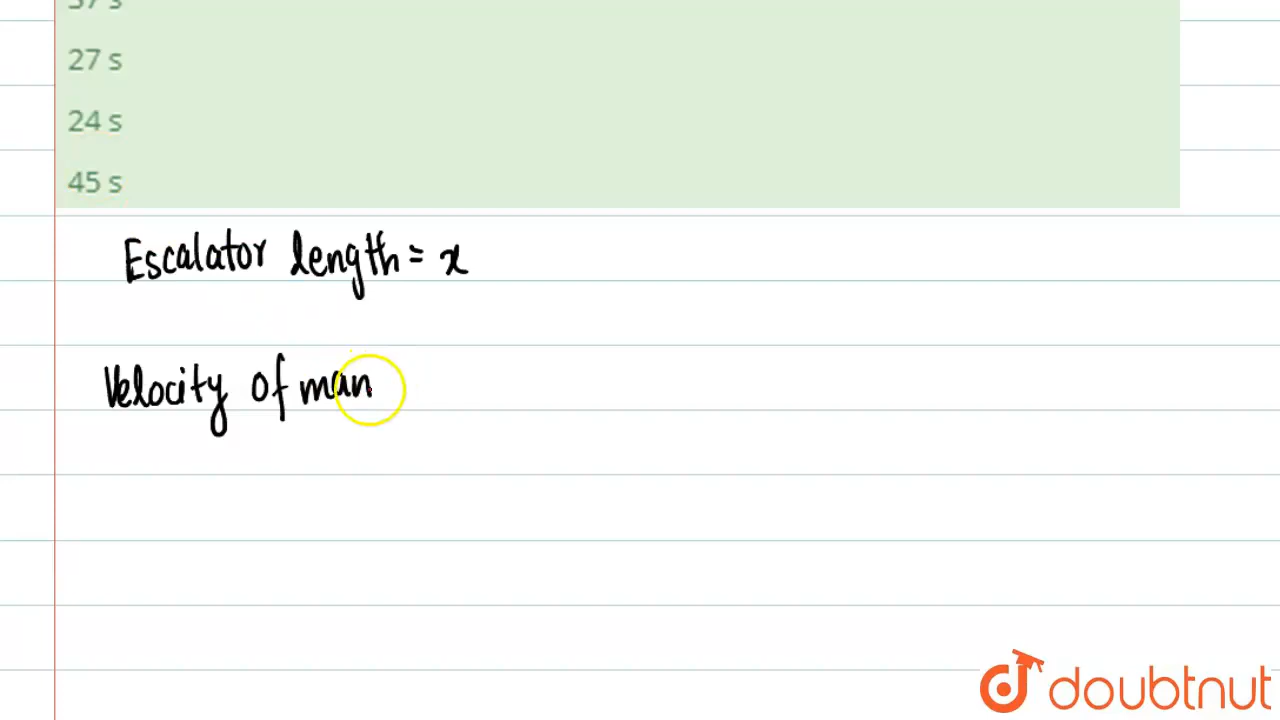 27 s
24 s
45 s
Escalator length = x
Velocity of man
doubtnut